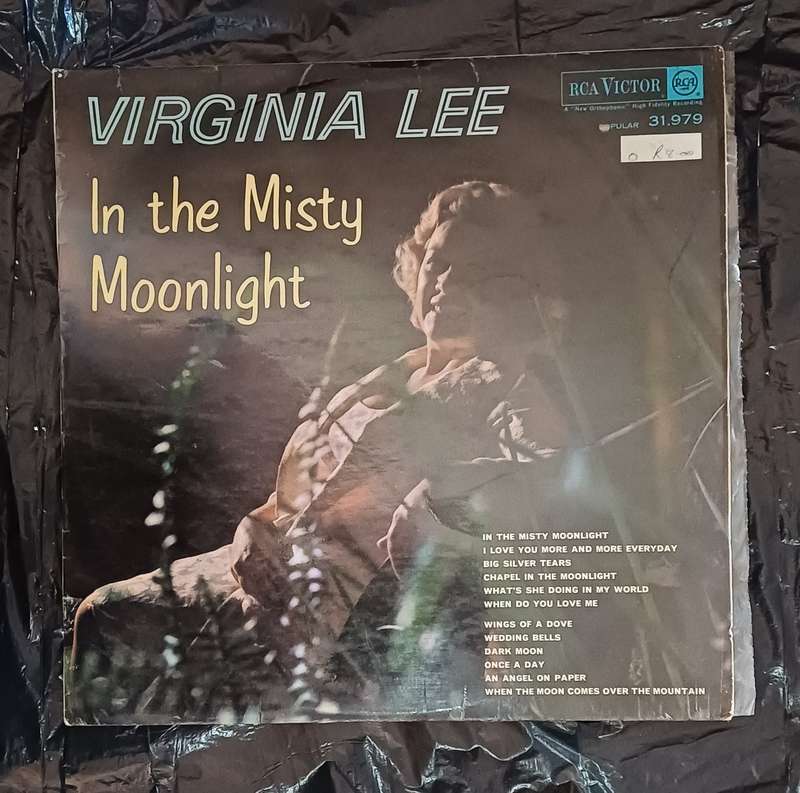 VIRGINIA LEE
In the Misty
Moonlight
RCA VICTOR RCA
A "New Orthophonic" High Fidelity Recording
PULAR 31.979
IN THE MISTY MOONLIGHT
I LOVE YOU MORE AND MORE EVERYDAY
BIG SILVER TEARS
CHAPEL IN THE MOONLIGHT
WHAT'S SHE DOING IN MY WORLD
WHEN DO YOU LOVE ME
WINGS OF A DOVE
WEDDING BELLS
DARK MOON
ONCE A DAY
AN ANGEL ON PAPER
WHEN THE MOON COMES OVER THE MOUNTAIN